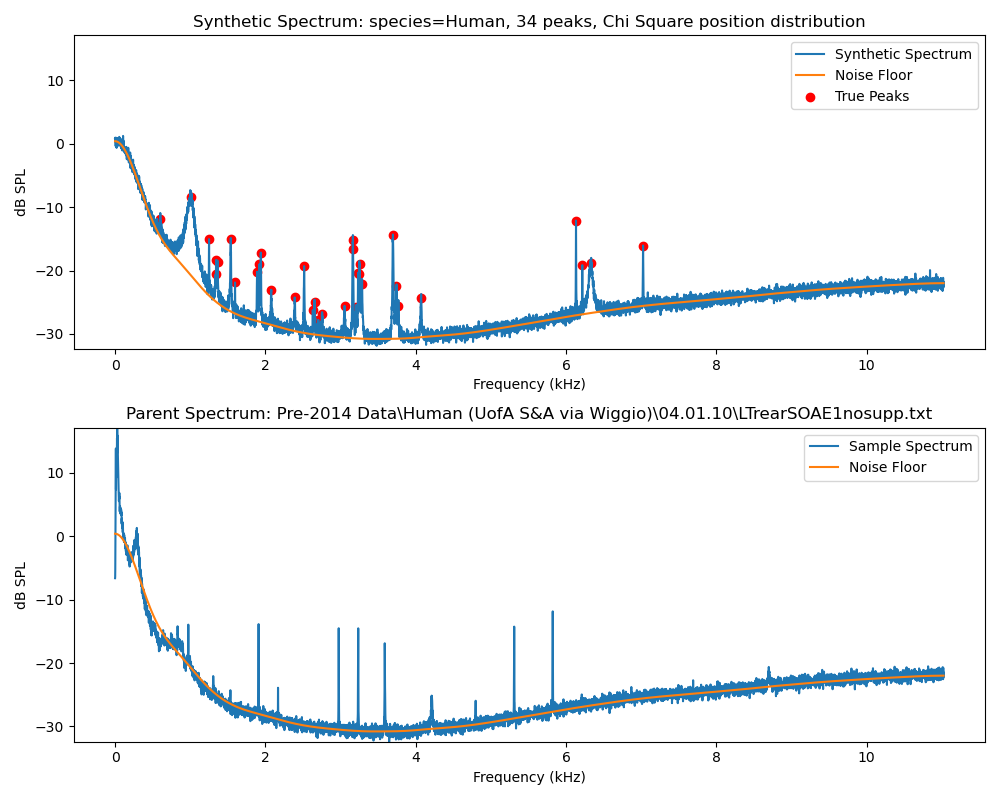 Synthetic Spectrum: species=Human, 34 peaks, Chi Square position distribution
10
0
−10
−20
−30
dB SPL
Synthetic Spectrum
Noise Floor
True Peaks
0 2 4 6 8 10
Frequency (kHz)
Parent Spectrum: Pre-2014 Data\Human (UofA S&A via Wiggio)\04.01.10\LTrearSOAE1nosupp.txt
10
0
−10
−20
−30
dB SPL
Sample Spectrum
Noise Floor
0 2 4 6 8 10
Frequency (kHz)